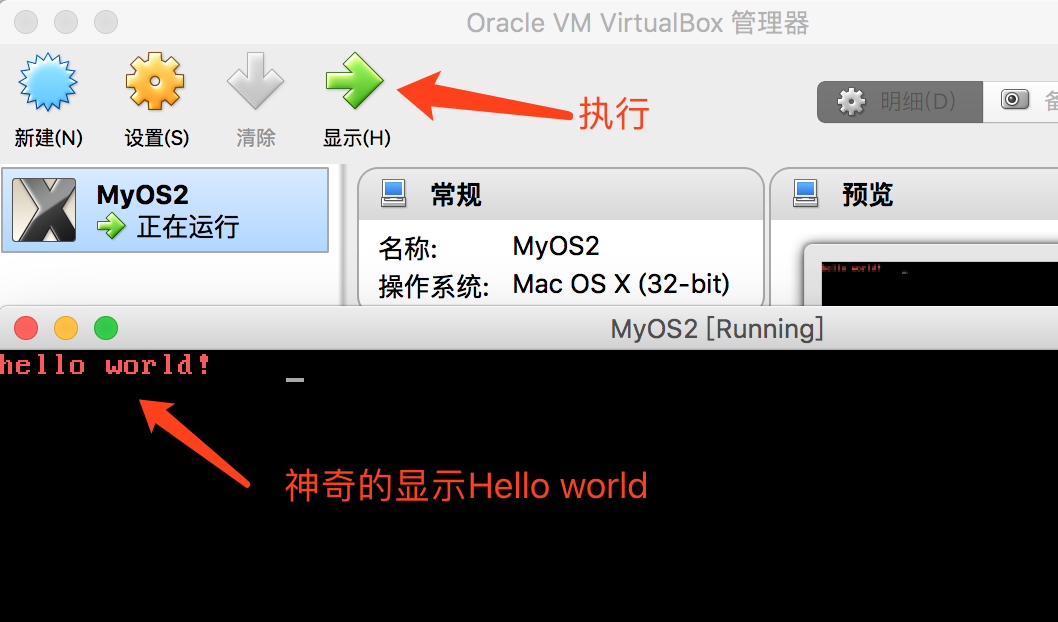 Oracle VM VirtualBox 管理器
新建(N)
设置(S)
清除
显示(H)
执行
明细(D)
MyOS2
正在运行
常规
名称: MyOS2
操作系统: Mac OS X (32-bit)
预览
hello world!
MyOS2 [Running]
hello world!
神奇的显示Hello world